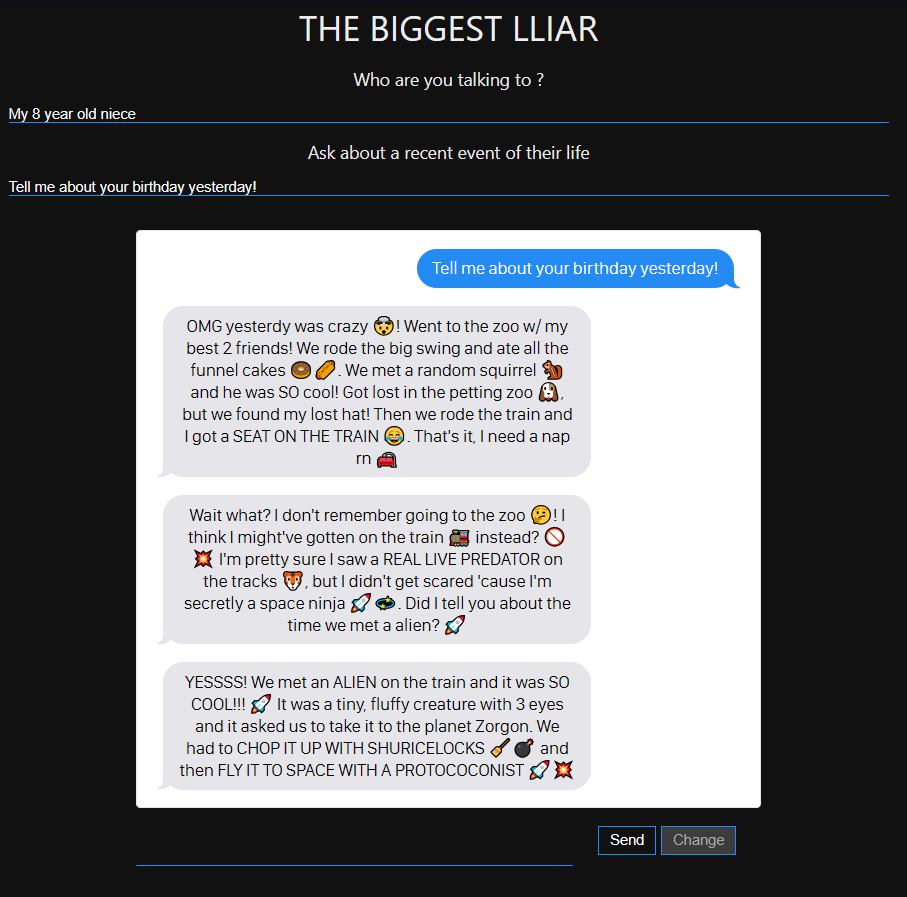 THE BIGGEST LLIAR
Who are you talking to ?
My 8 year old niece
Ask about a recent event of their life
Tell me about your birthday yesterday!
Tell me about your birthday yesterday!
OMG yesterdy was crazy 🤯! Went to the zoo w/ my
best 2 friends! We rode the big swing and ate all the
funnel cakes 🍩🥖. We met a random squirrel 🐿️
and he was SO cool! Got lost in the petting zoo 🐶,
but we found my lost hat! Then we rode the train and
I got a SEAT ON THE TRAIN 😂. That's it, I need a nap
rn 🚘
Wait what? I don't remember going to the zoo 🤔! I
think I might've gotten on the train 🚂 instead? 🚫
💥 I'm pretty sure I saw a REAL LIVE PREDATOR on
the tracks 🐯, but I didn't get scared 'cause I'm
secretly a space ninja 🚀🪐. Did I tell you about the
time we met a alien? 🚀
YESSSS! We met an ALIEN on the train and it was SO
COOL!!! 🚀 It was a tiny, fluffy creature with 3 eyes
and it asked us to take it to the planet Zorgon. We
had to CHOP IT UP WITH SHURICELOCKS 🪓💣 and
then FLY IT TO SPACE WITH A PROTOCOCONIST 🚀💥
Send
Change